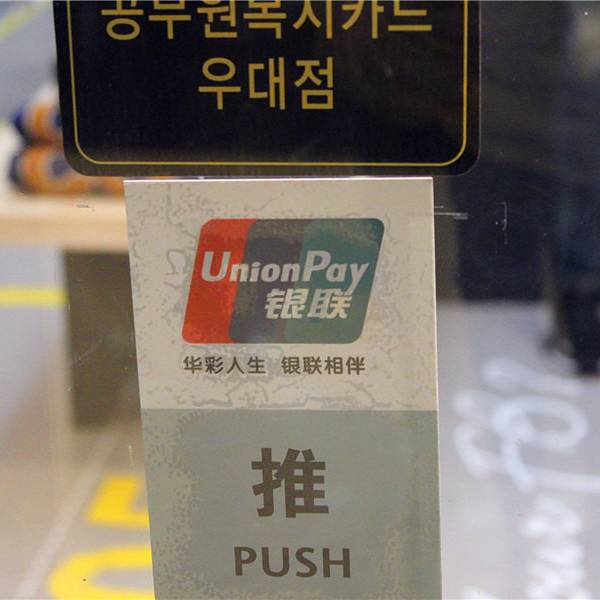 공무원복지카드
우대점
UnionPay
银联
华彩人生 银联相伴
推
PUSH